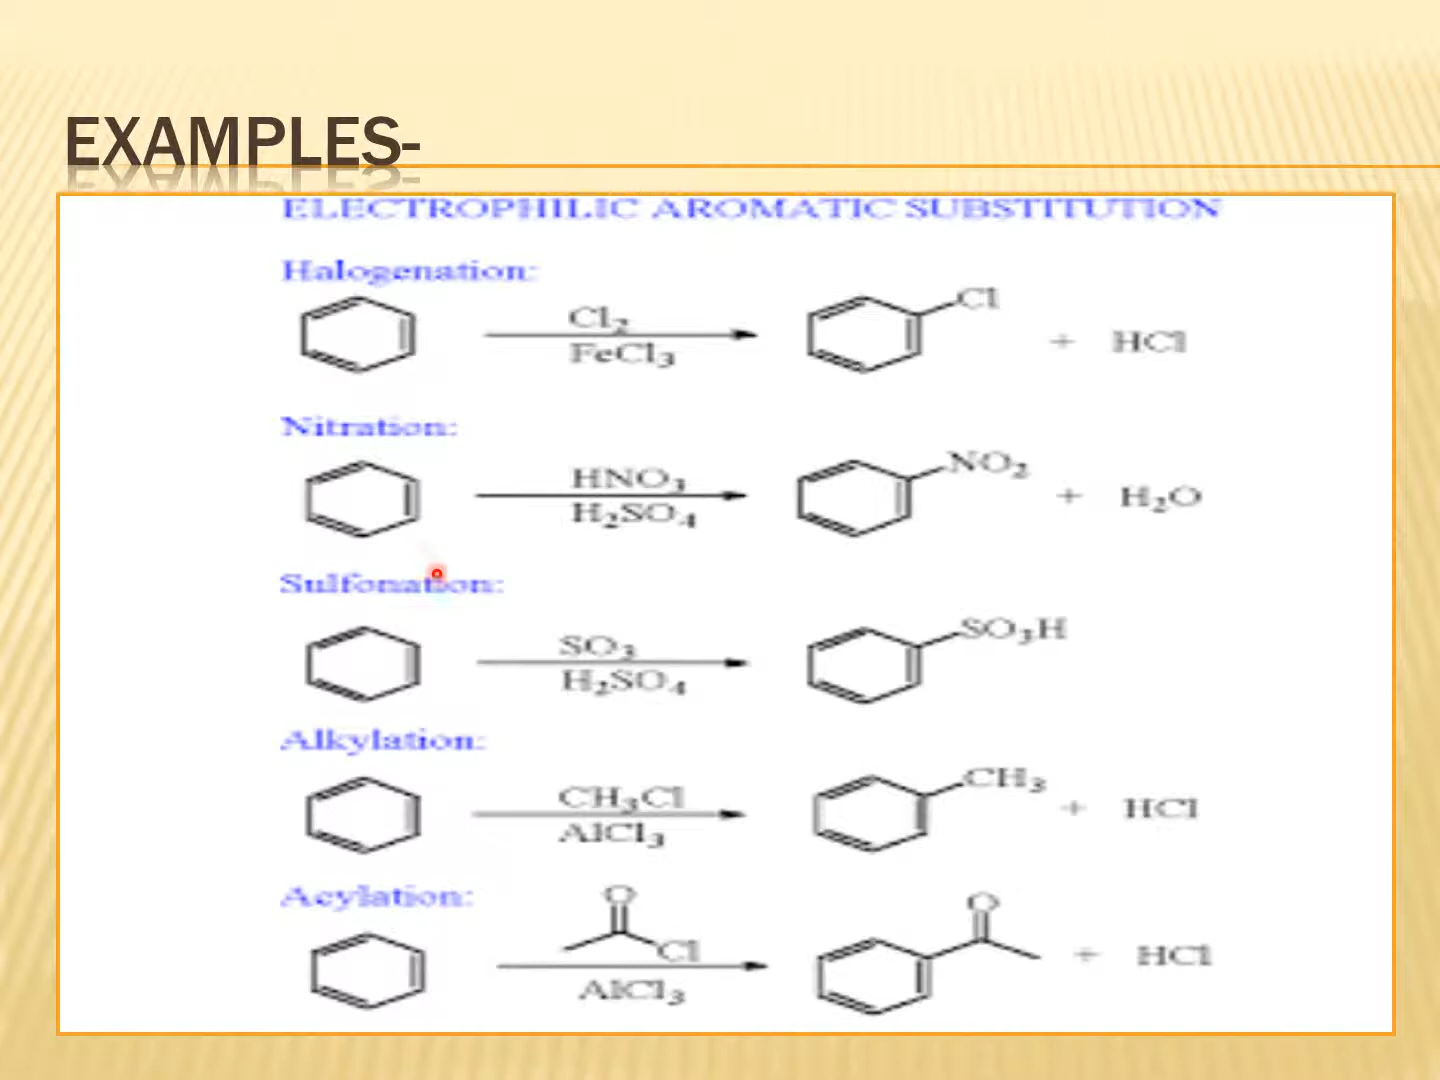 EXAMPLES-
ELECTROPHILIC AROMATIC SUBSTITUTION
Halogenation:
Cl₂
FeCl₃
Cl
+ HCl
Nitration:
HNO₃
H₂SO₄
NO₂
+ H₂O
Sulfonation:
SO₃
H₂SO₄
SO₃H
Alkylation:
CH₃Cl
AlCl₃
CH₃
+ HCl
Acylation:
O
Cl
AlCl₃
O
+ HCl